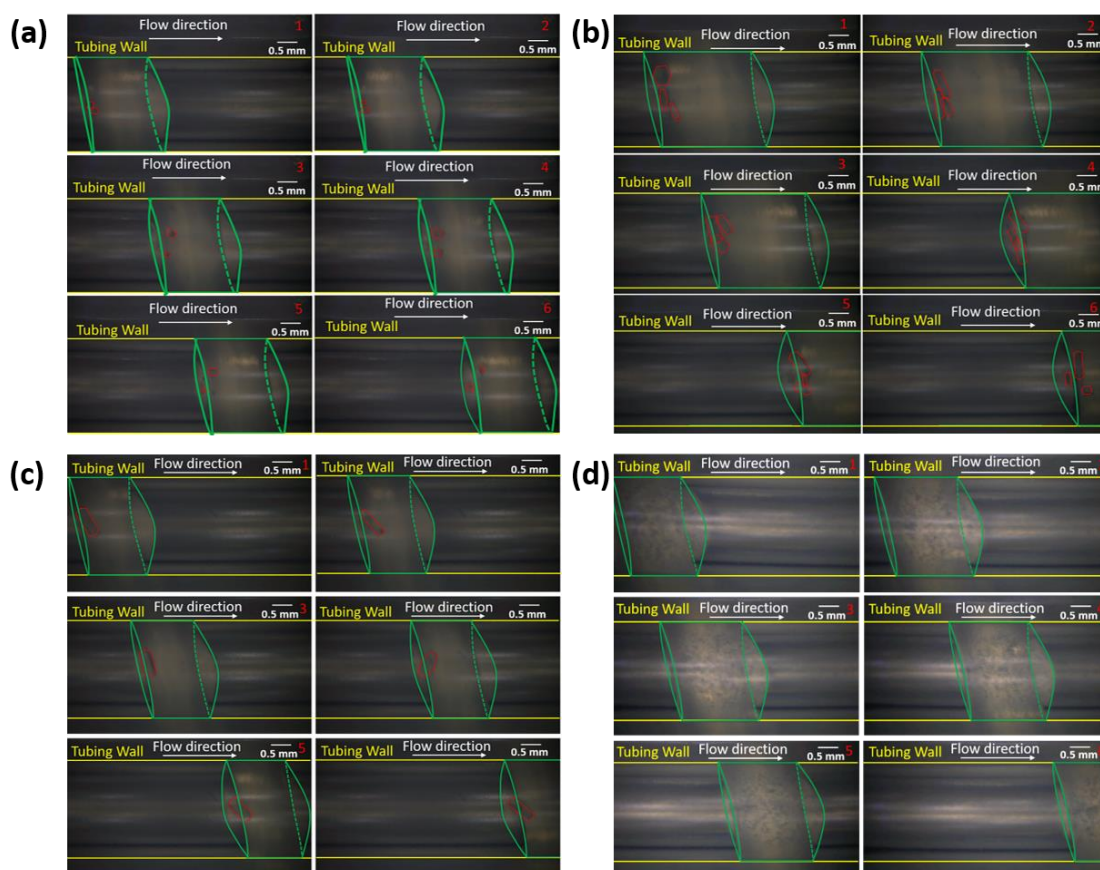 (a)
Flow direction 1
Tubing Wall
0.5 mm
Flow direction 2
Tubing Wall
0.5 mm
Flow direction 3
Tubing Wall
0.5 mm
Flow direction 4
Tubing Wall
0.5 mm
Flow direction 5
Tubing Wall
0.5 mm
Flow direction 6
Tubing Wall
0.5 mm
(b)
1
Tubing Wall Flow direction 0.5 mm
2
Tubing Wall Flow direction 0.5 mm
3
Tubing Wall Flow direction 0.5 mm
4
Tubing Wall Flow direction 0.5 mm
5
Tubing Wall Flow direction 0.5 mm
6
Tubing Wall Flow direction 0.5 mm
(c)
1
Tubing Wall Flow direction 0.5 mm
Tubing Wall Flow direction 0.5 mm
3
Tubing Wall Flow direction 0.5 mm
Tubing Wall Flow direction 0.5 mm
5
Tubing Wall Flow direction 0.5 mm
Tubing Wall Flow direction 0.5 mm
(d)
1
Tubing Wall Flow direction 0.5 mm
Tubing Wall Flow direction 0.5 mm
3
Tubing Wall Flow direction 0.5 mm
Tubing Wall Flow direction 0.5 mm
5
Tubing Wall Flow direction 0.5 mm
Tubing Wall Flow direction 0.5 mm